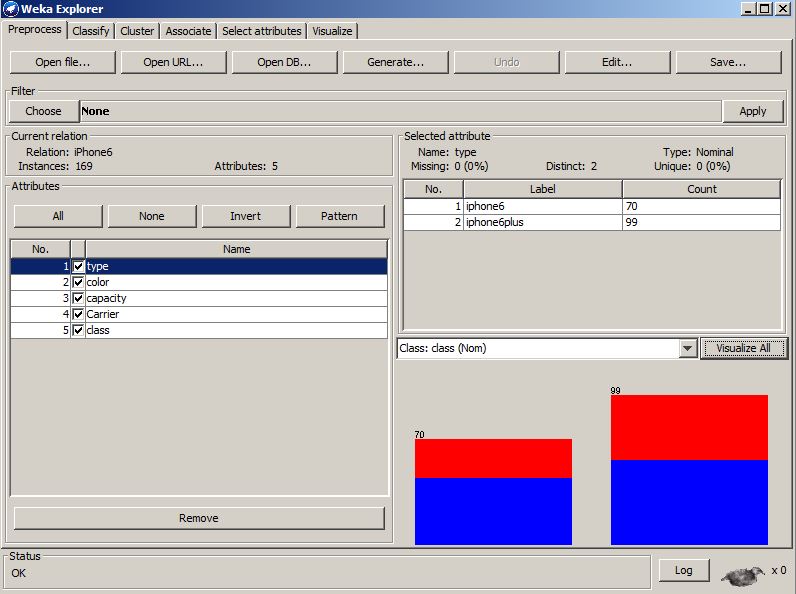 Weka Explorer
Preprocess Classify Cluster Associate Select attributes Visualize
Open file... Open URL... Open DB... Generate... Undo Edit... Save...
Filter
Choose None Apply
Current relation
Relation: iPhone6
Instances: 169 Attributes: 5
Selected attribute
Name: type Type: Nominal
Missing: 0 (0%) Distinct: 2 Unique: 0 (0%)
Attributes
All None Invert Pattern
No. Name
1 type
2 color
3 capacity
4 Carrier
5 class
Remove
No. Label Count
1 iphone6 70
2 iphone6plus 99
Class: class (Nom) Visualize All
70
99
Status
OK
Log x 0